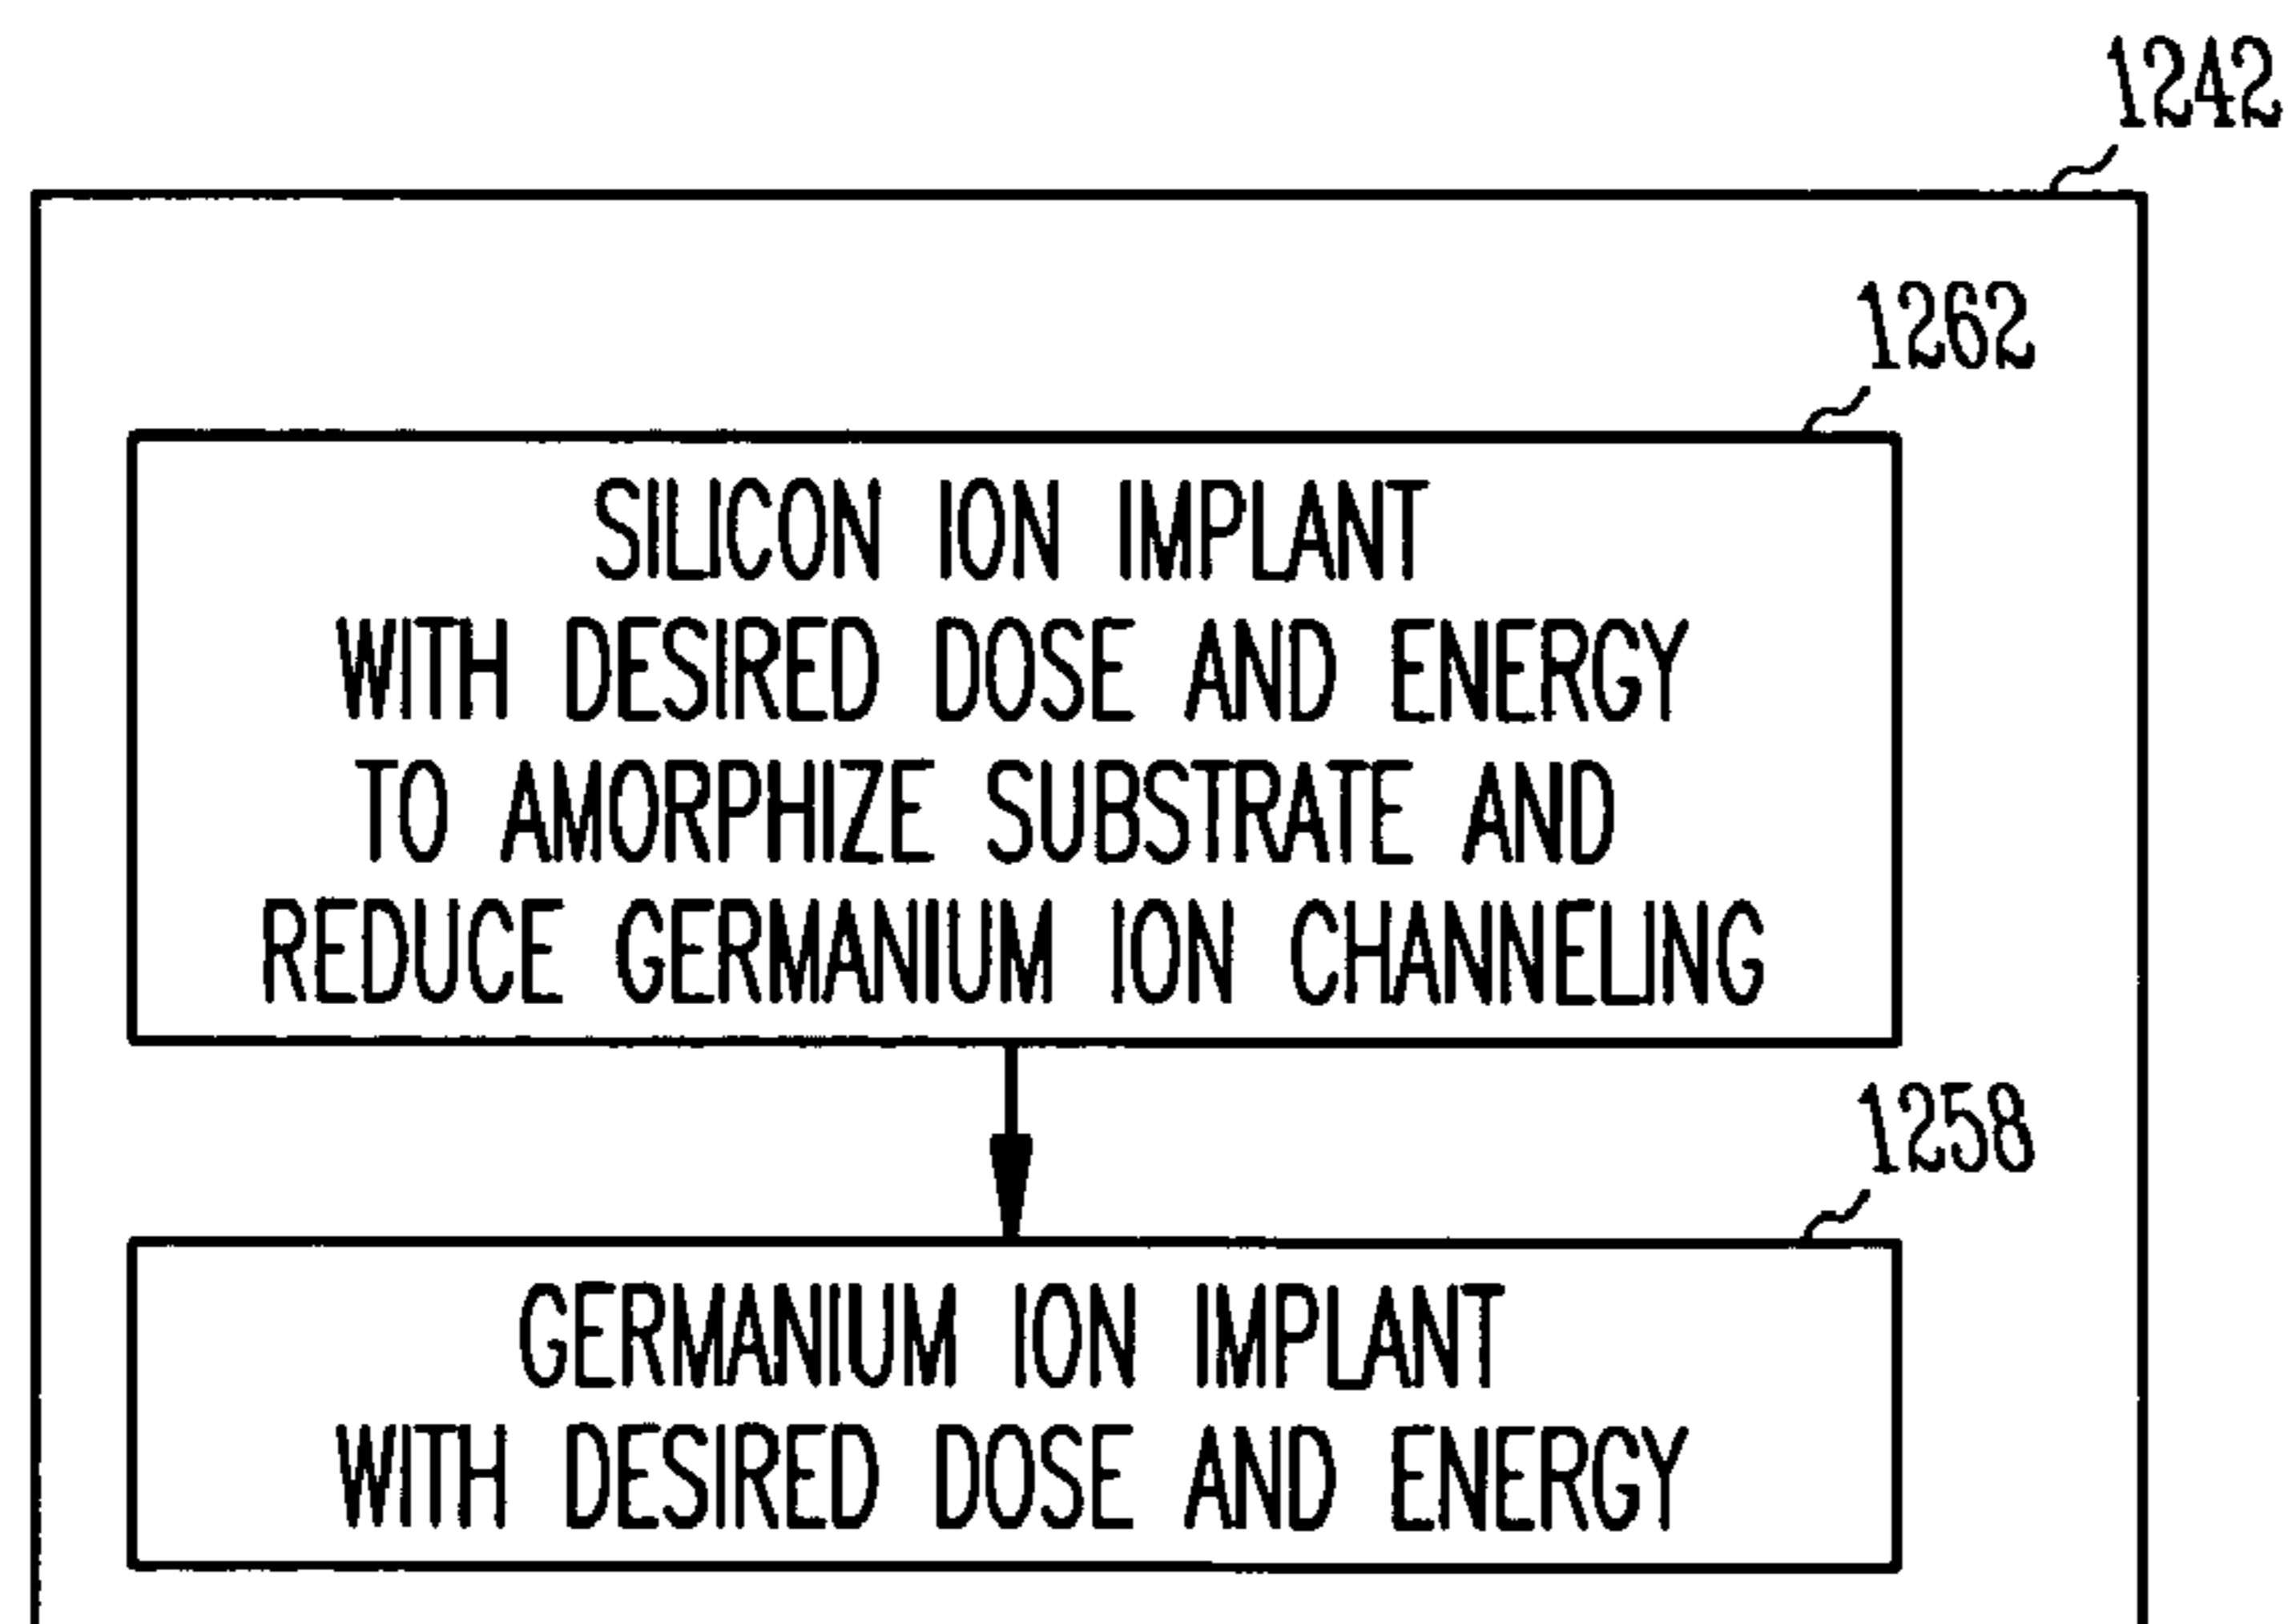 1242
1262
SILICON ION IMPLANT
WITH DESIRED DOSE AND ENERGY
TO AMORPHIZE SUBSTRATE AND
REDUCE GERMANIUM ION CHANNELING
1258
GERMANIUM ION IMPLANT
WITH DESIRED DOSE AND ENERGY